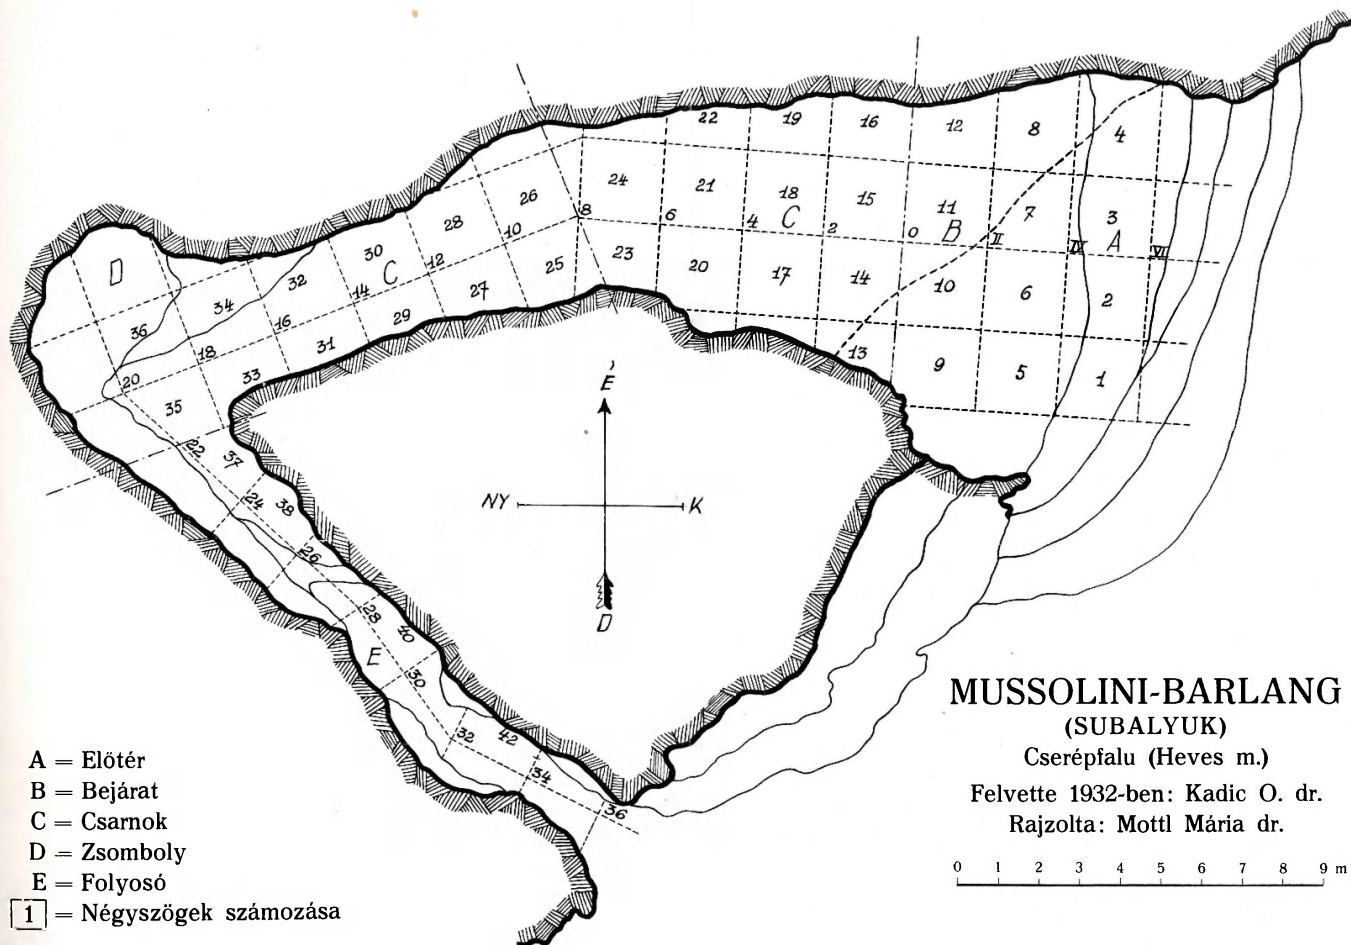 22 19 16 12 8 4
24 21 18 15 11 7 3
26 28 30 32 34 36
8 6 4 C 2 0 B II IV A VI
10 12 14 C 16 18 20
D
23 20 17 14 10 6 2
25 27 29 31 33 35
13 9 5 1
22 37
24 38
26
28 40
E
30
32 42
34
36
É
NY K
D
MUSSOLINI-BARLANG
(SUBALYUK)
Cserépfalu (Heves m.)
Felvette 1932-ben: Kadic O. dr.
Rajzolta: Mottl Mária dr.
0 1 2 3 4 5 6 7 8 9 m
A = Előtér
B = Bejárat
C = Csarnok
D = Zsomboly
E = Folyosó
1 = Négyszögek számozása